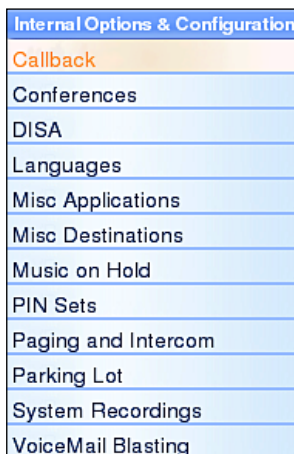 Internal Options & Configuration
Callback
Conferences
DISA
Languages
Misc Applications
Misc Destinations
Music on Hold
PIN Sets
Paging and Intercom
Parking Lot
System Recordings
VoiceMail Blasting